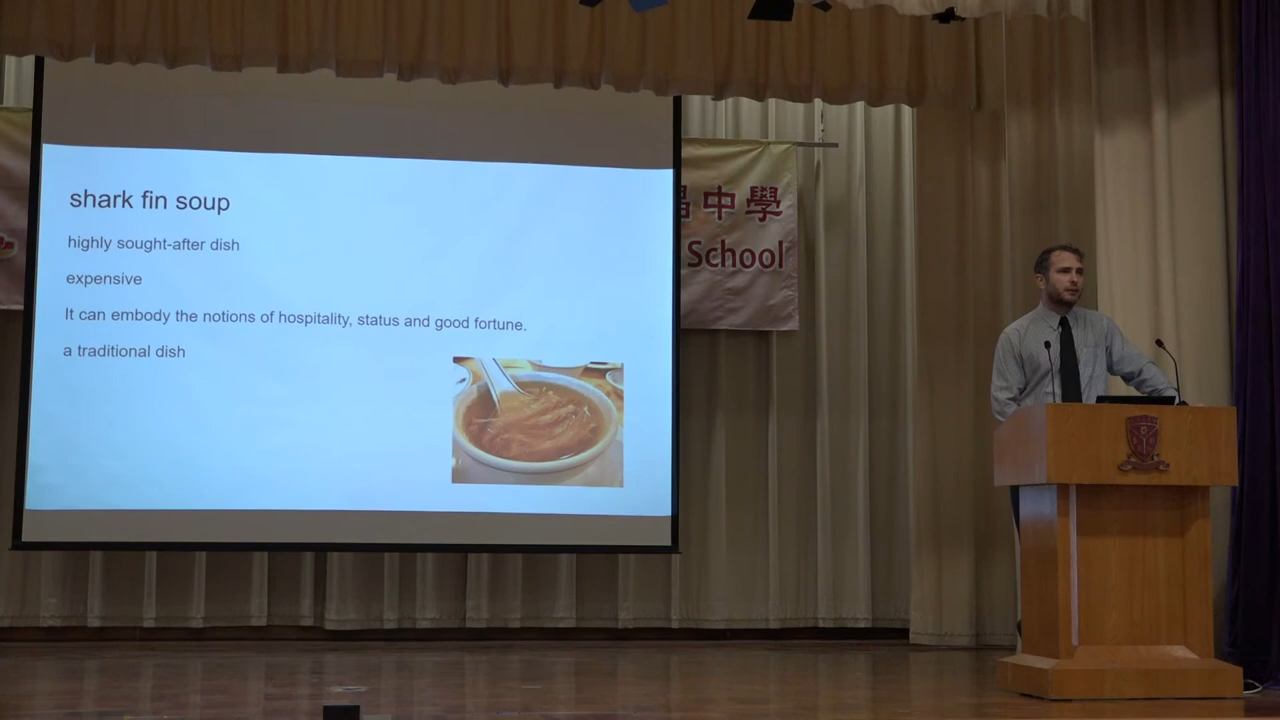 shark fin soup
highly sought-after dish
expensive
It can embody the notions of hospitality, status and good fortune.
a traditional dish
昌中學
School